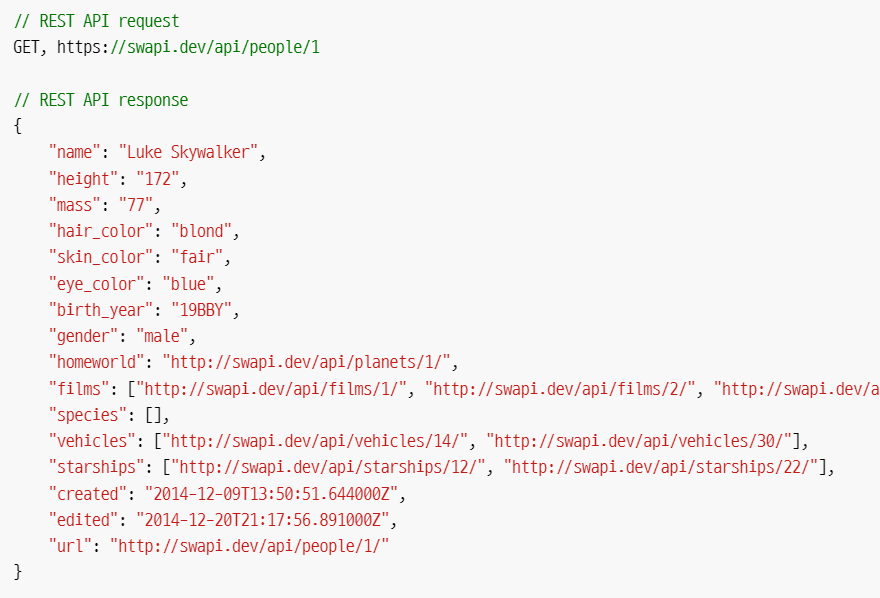 // REST API request
GET, https://swapi.dev/api/people/1
// REST API response
{
"name": "Luke Skywalker",
"height": "172",
"mass": "77",
"hair_color": "blond",
"skin_color": "fair",
"eye_color": "blue",
"birth_year": "19BBY",
"gender": "male",
"homeworld": "http://swapi.dev/api/planets/1/",
"films": ["http://swapi.dev/api/films/1/", "http://swapi.dev/api/films/2/", "http://swapi.dev/a
"species": [],
"vehicles": ["http://swapi.dev/api/vehicles/14/", "http://swapi.dev/api/vehicles/30/"],
"starships": ["http://swapi.dev/api/starships/12/", "http://swapi.dev/api/starships/22/"],
"created": "2014-12-09T13:50:51.644000Z",
"edited": "2014-12-20T21:17:56.891000Z",
"url": "http://swapi.dev/api/people/1/"
}